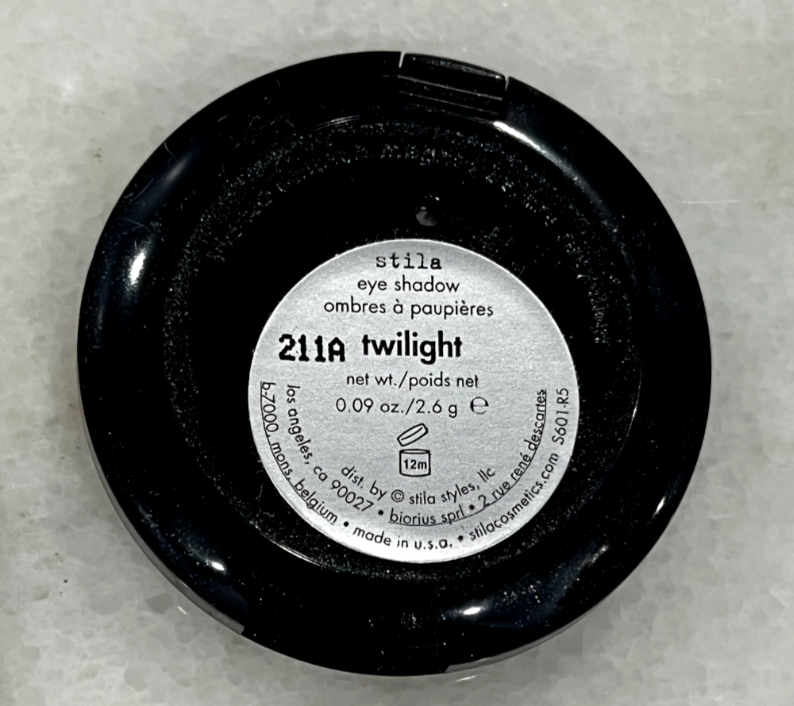 stila
eye shadow
ombres à paupières
211A twilight
net wt./poids net
0.09 oz./2.6 g ℮
12m
dist. by © stila styles, llc
los angeles, ca 90027 • biorius sprl • 2 rue rené descartes
b-7000, mons, belgium • made in u.s.a. • stilacosmetics.com S601-R5